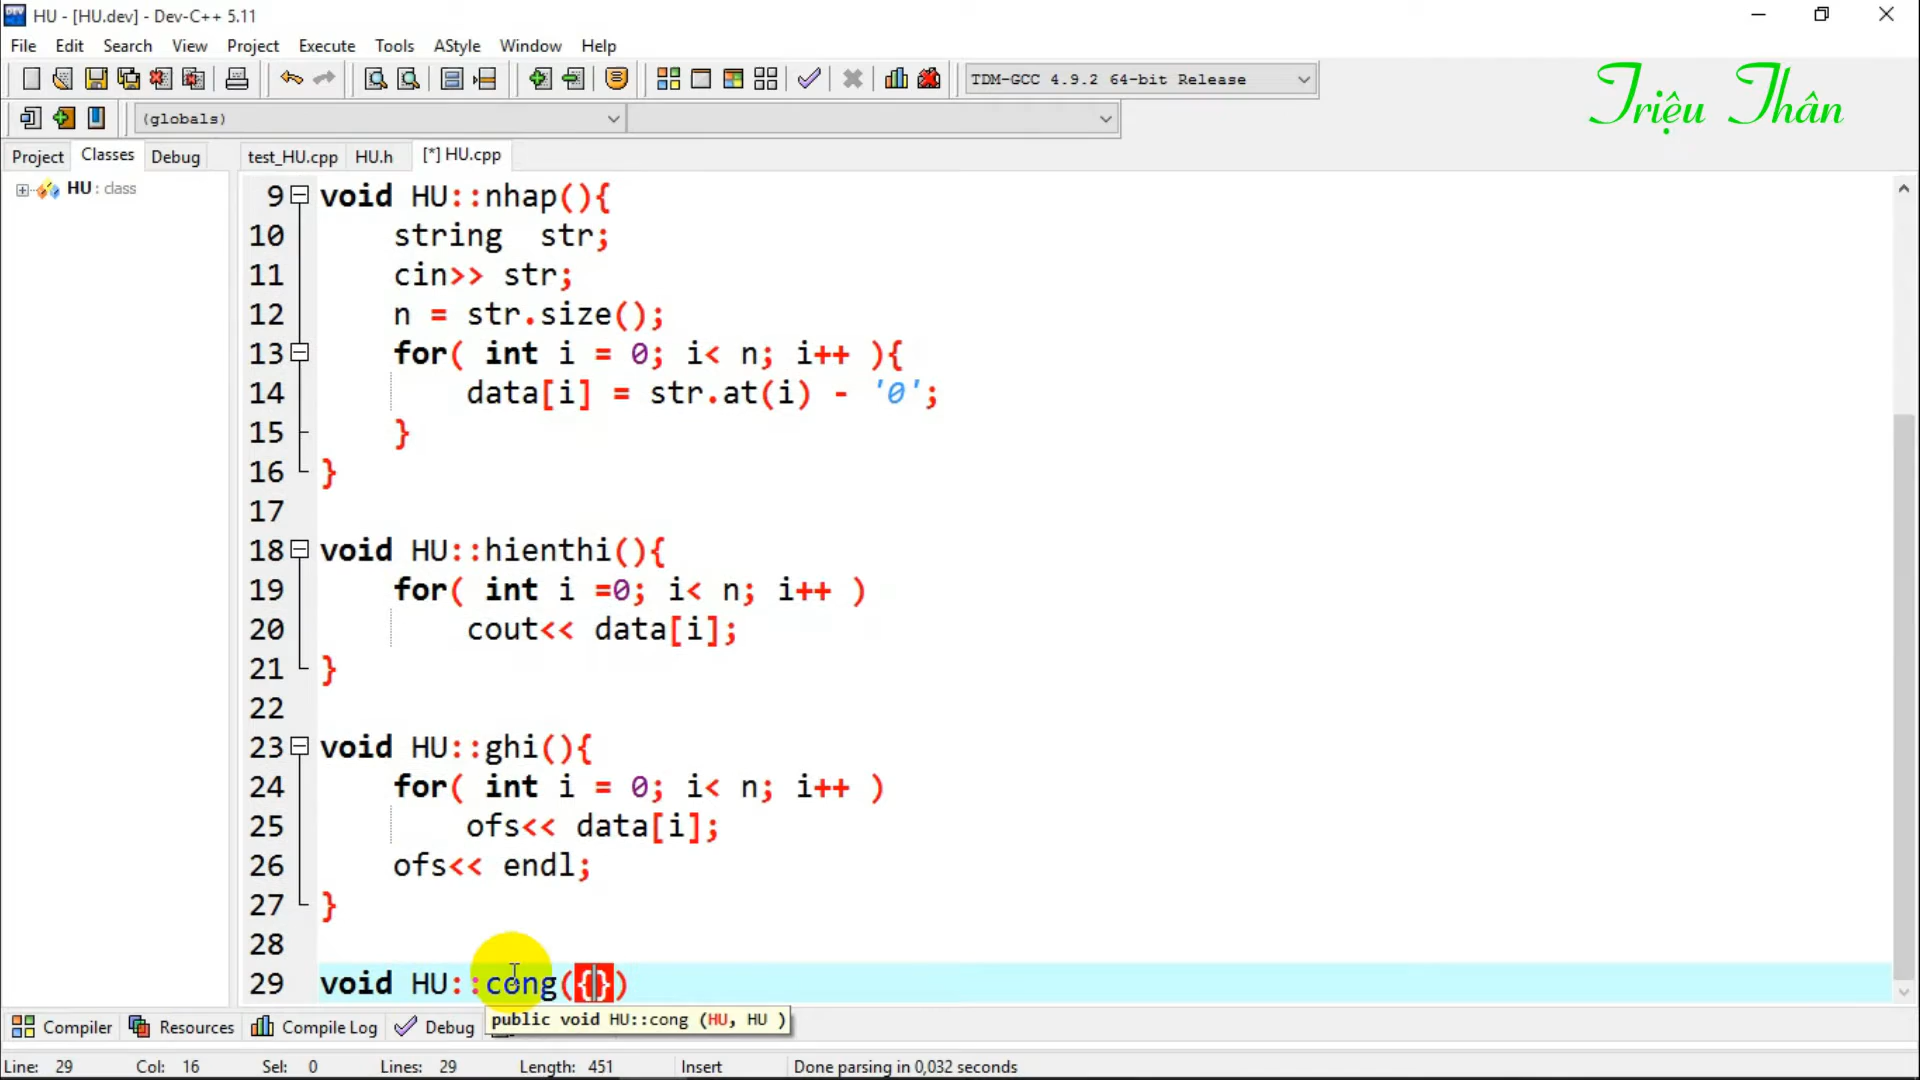 HU - [HU.dev] - Dev-C++ 5.11
File Edit Search View Project Execute Tools AStyle Window Help
TDM-GCC 4.9.2 64-bit Release
Triệu Thân
(globals)
Project Classes Debug test_HU.cpp HU.h [*] HU.cpp
HU : class
9 void HU::nhap(){
10 string str;
11 cin>> str;
12 n = str.size();
13 for( int i = 0; i< n; i++ ){
14 data[i] = str.at(i) - '0';
15 }
16 }
17
18 void HU::hienthi(){
19 for( int i =0; i< n; i++ )
20 cout<< data[i];
21 }
22
23 void HU::ghi(){
24 for( int i = 0; i< n; i++ )
25 ofs<< data[i];
26 ofs<< endl;
27 }
28
29 void HU::cong({})
public void HU::cong (HU, HU )
Compiler Resources Compile Log Debug
Line: 29 Col: 16 Sel: 0 Lines: 29 Length: 451 Insert Done parsing in 0,032 seconds